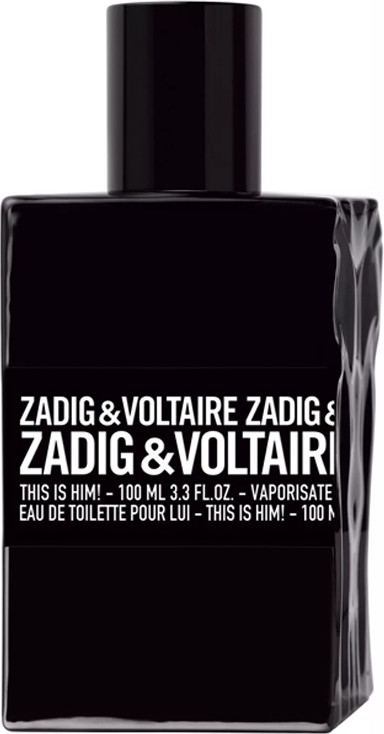 ZADIG &VOLTAIRE ZADIG &
ZADIG &VOLTAIRI
THIS IS HIM! – 100 ML 3.3 FL.OZ. – VAPORISATE
EAU DE TOILETTE POUR LUI – THIS IS HIM! – 100 M